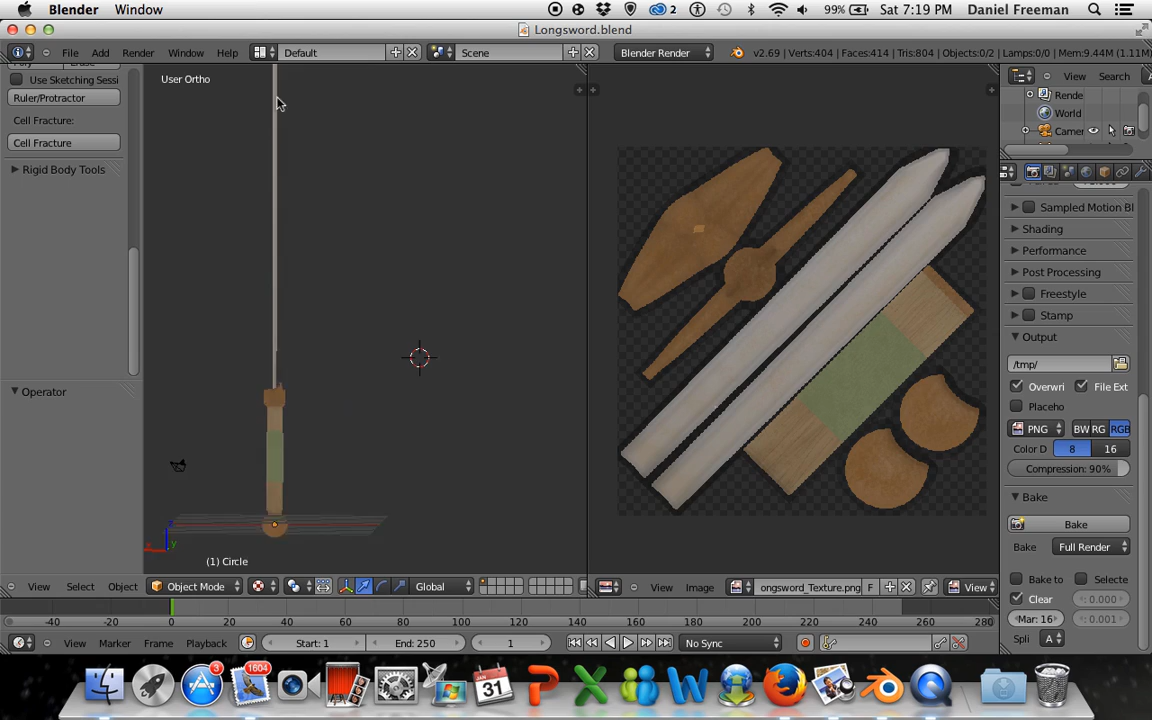 Blender Window 2 99% Sat 7:19 PM Daniel Freeman
Longsword.blend
File Add Render Window Help Default Scene Blender Render v2.69 | Verts:404 | Faces:414 | Tris:804 | Objects:0/2 | Lamps:0/0 | Mem:9.44M (1.11M)
Use Sketching Sessi
Ruler/Protractor
Cell Fracture:
Cell Fracture
Rigid Body Tools
Operator
User Ortho
(1) Circle
View Search
Rende
World
Camer
Sampled Motion Bl
Shading
Performance
Post Processing
Freestyle
Stamp
Output
/tmp/
Overwri File Ext
Placeho
PNG BW RG RGB
Color D 8 16
Compression: 90%
Bake
Bake
Bake Full Render
Bake to Selecte
Clear : 0.000
Mar: 16 : 0.001
Spli A
View Select Object Object Mode Global
View Image ongsword_Texture.png F View
-40 -20 0 20 40 60 80 100 120 140 160 180 200 220 240 260 280
View Marker Frame Playback Start: 1 End: 250 1 No Sync
3
1604
JAN
31